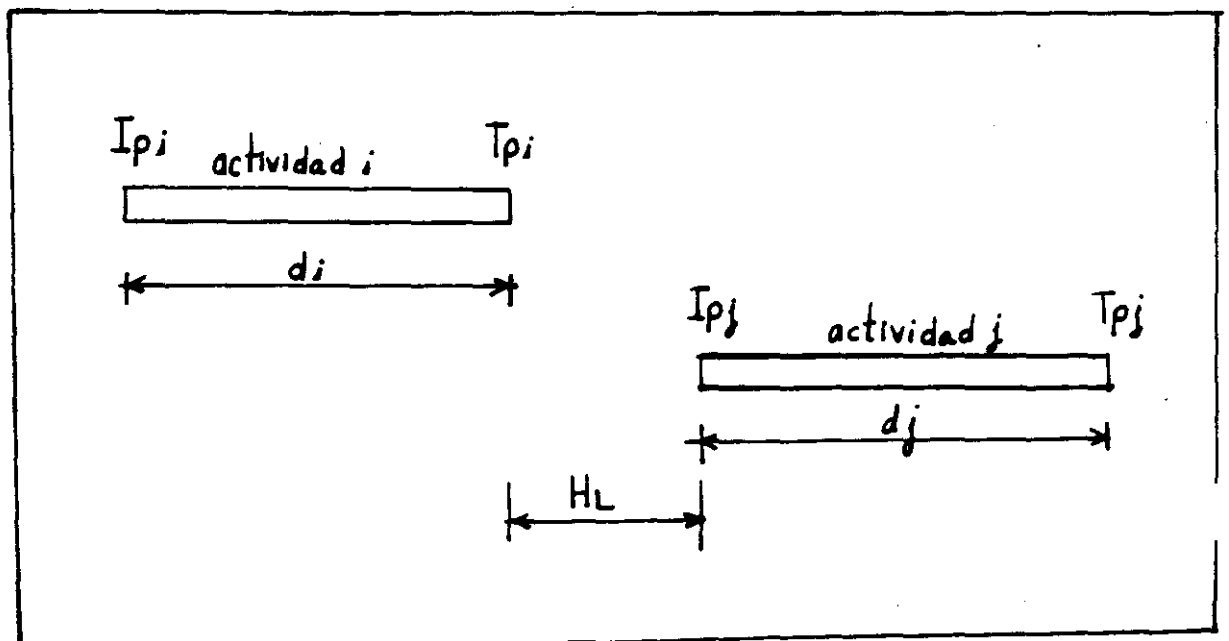 Ipi
Tpi
actividad i
di
Ipj
Tpj
actividad j
dj
HL